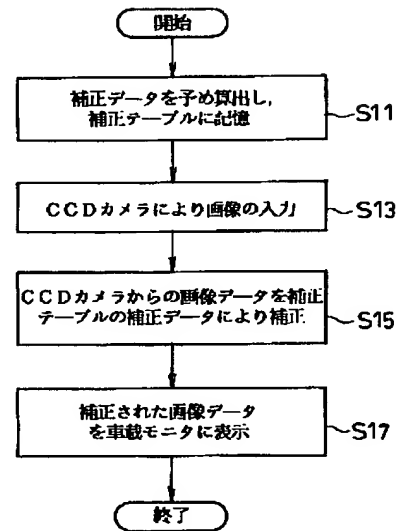 開始
補正データを予め算出し,
補正テーブルに記憶
S11
CCDカメラにより画像の入力
S13
CCDカメラからの画像データを補正
テーブルの補正データにより補正
S15
補正された画像データ
を車載モニタに表示
S17
終了